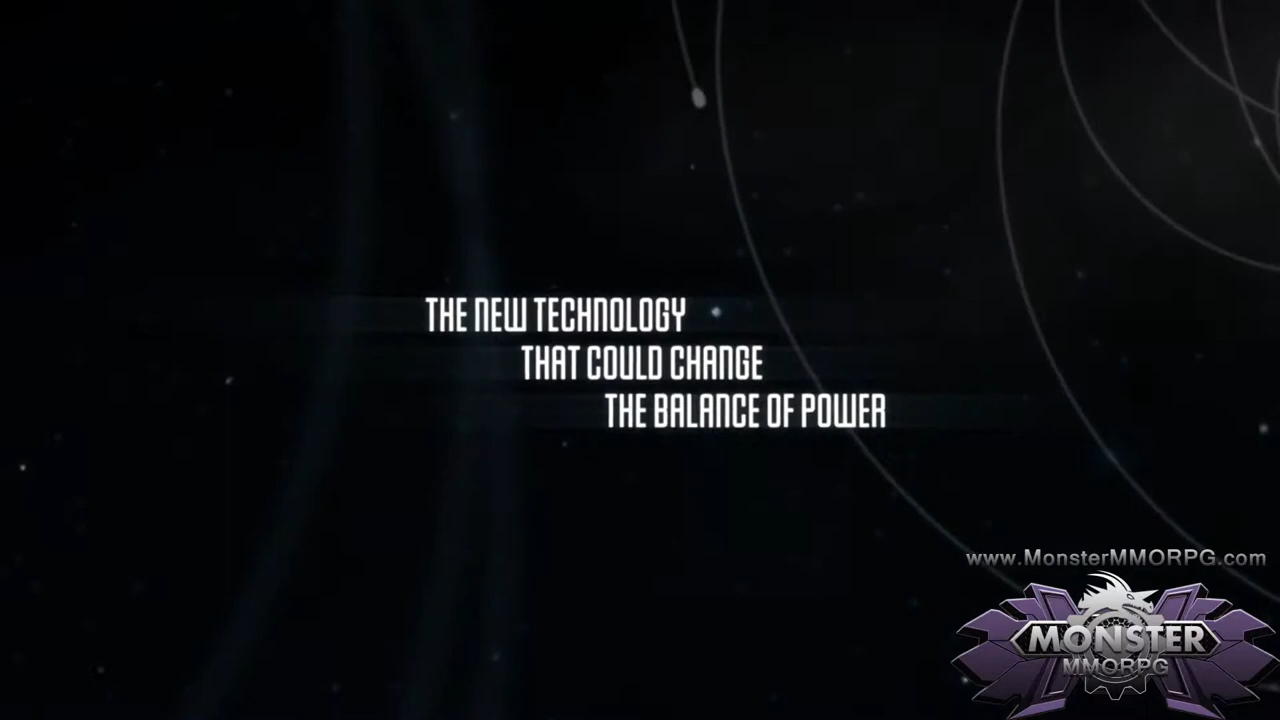 THE NEW TECHNOLOGY
THAT COULD CHANGE
THE BALANCE OF POWER
www.MonsterMMORPG.com
MONSTER
MMORPG